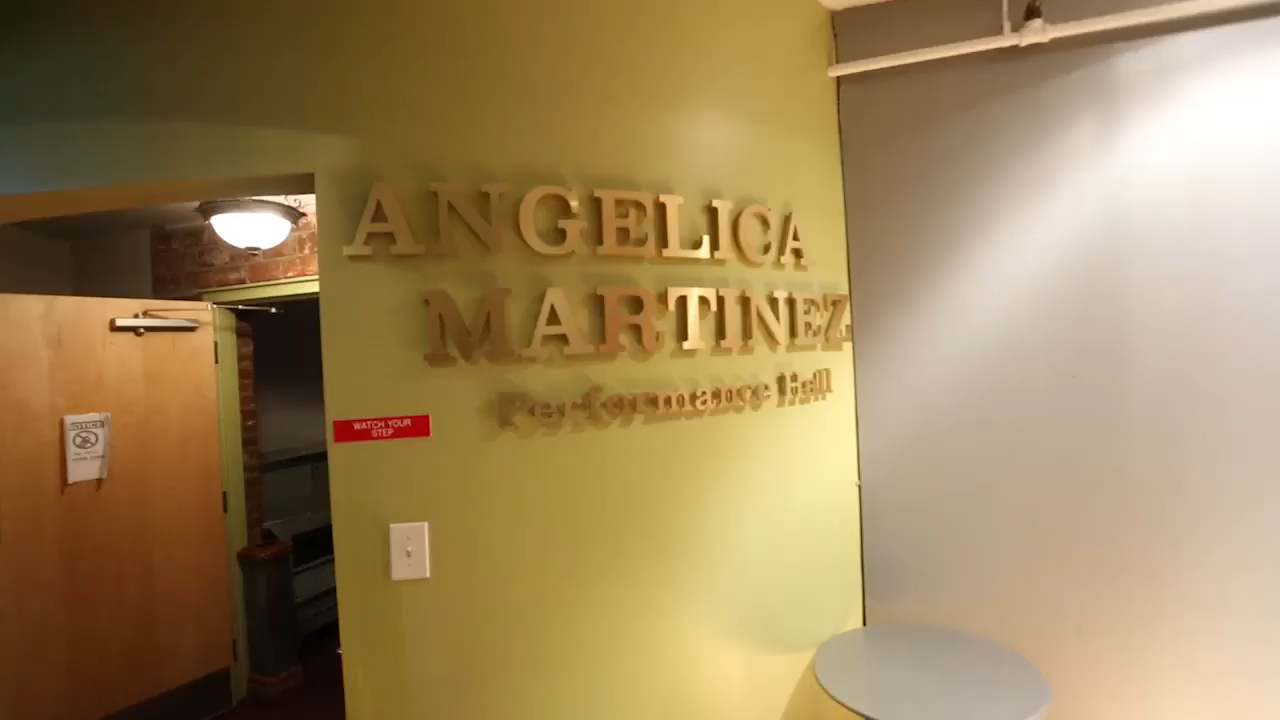 ANGELICA
MARTINEZ
Performance Hall
WATCH YOUR
STEP
NOTICE